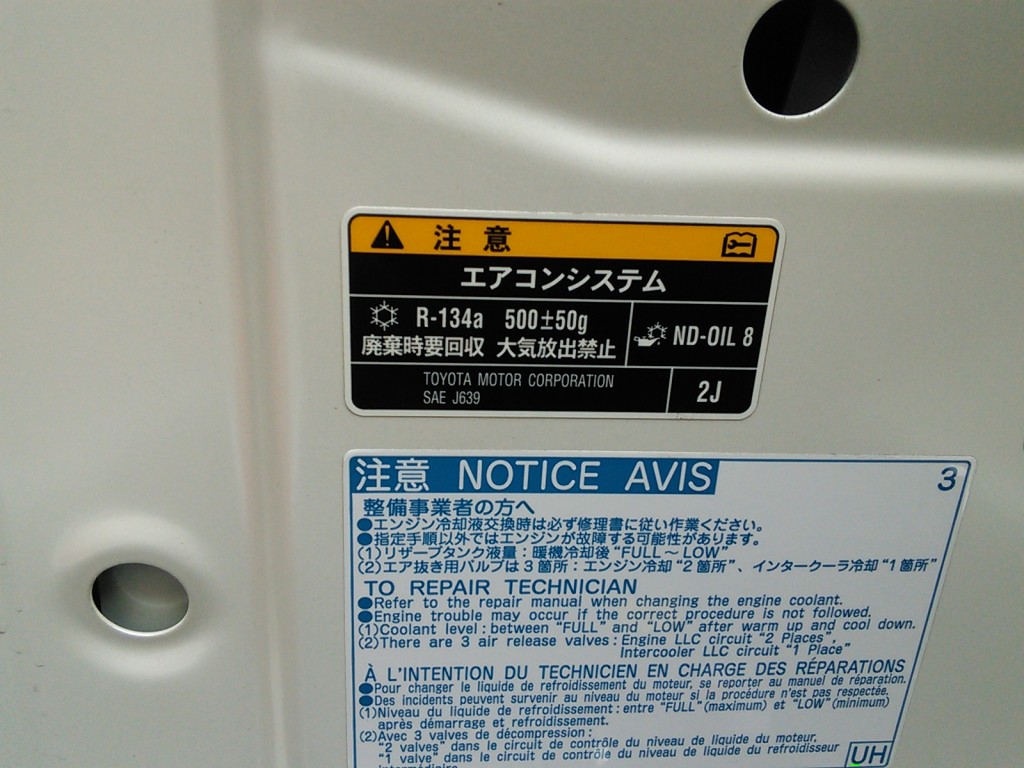 注意
エアコンシステム
R-134a 500±50g
廃棄時要回収 大気放出禁止
ND-OIL 8
TOYOTA MOTOR CORPORATION
SAE J639
2J
注意 NOTICE AVIS
3
整備事業者の方へ
●エンジン冷却液交換時は必ず修理書に従い作業ください。
●指定手順以外ではエンジンが故障する可能性があります。
(1)リザーブタンク液量：暖機冷却後“FULL～LOW”
(2)エア抜き用バルブは3箇所：エンジン冷却“2箇所”、インタークーラ冷却“1箇所”
TO REPAIR TECHNICIAN
●Refer to the repair manual when changing the engine coolant.
●Engine trouble may occur if the correct procedure is not followed.
(1)Coolant level : between “FULL” and “LOW” after warm up and cool down.
(2)There are 3 air release valves : Engine LLC circuit “2 Places”,
Intercooler LLC circuit “1 Place”
À L'INTENTION DU TECHNICIEN EN CHARGE DES RÉPARATIONS
●Pour changer le liquide de refroidissement du moteur, se reporter au manuel de réparation.
●Des incidents peuvent survenir au niveau du moteur si la procédure n'est pas respectée.
(1)Niveau du liquide de refroidissement : entre “FULL” (maximum) et “LOW” (minimum)
après démarrage et refroidissement.
(2)Avec 3 valves de décompression :
“2 valves” dans le circuit de contrôle du niveau de liquide du moteur,
“1 valve” dans le circuit de contrôle du niveau de liquide du refroidisseur
UH